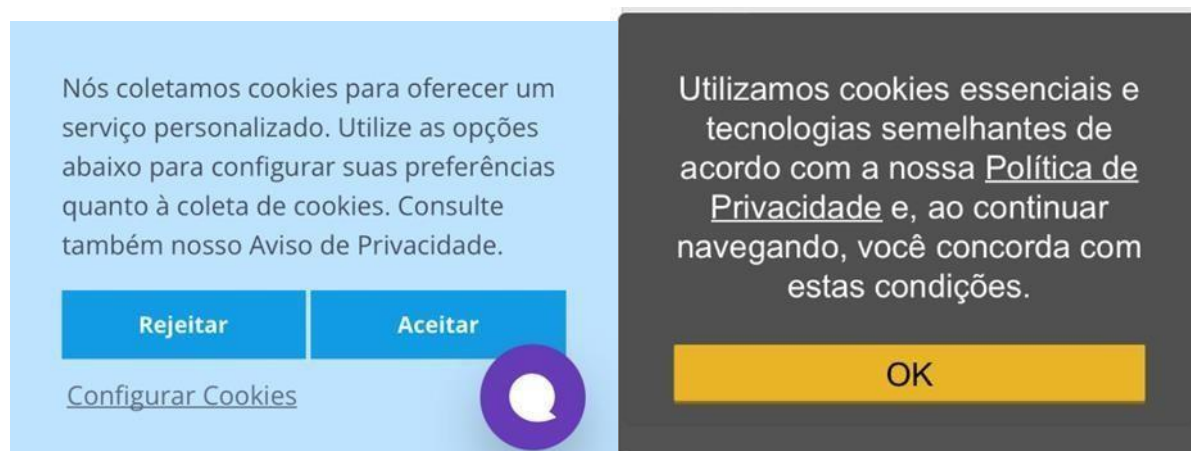 Nós coletamos cookies para oferecer um
serviço personalizado. Utilize as opções
abaixo para configurar suas preferências
quanto à coleta de cookies. Consulte
também nosso Aviso de Privacidade.
Rejeitar
Aceitar
Configurar Cookies
Utilizamos cookies essenciais e
tecnologias semelhantes de
acordo com a nossa Política de
Privacidade e, ao continuar
navegando, você concorda com
estas condições.
OK